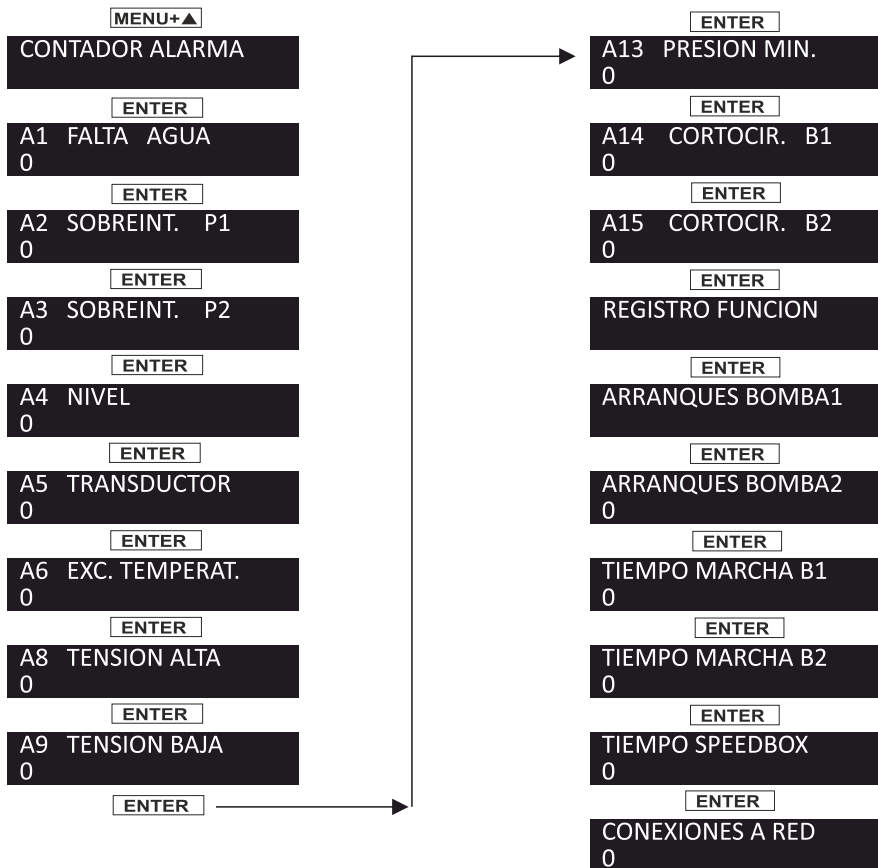 MENU+▲
CONTADOR ALARMA
ENTER
A1 FALTA AGUA
0
ENTER
A2 SOBREINT. P1
0
ENTER
A3 SOBREINT. P2
0
ENTER
A4 NIVEL
0
ENTER
A5 TRANSDUCTOR
0
ENTER
A6 EXC. TEMPERAT.
0
ENTER
A8 TENSION ALTA
0
ENTER
A9 TENSION BAJA
0
ENTER
ENTER
A13 PRESION MIN.
0
ENTER
A14 CORTOCIR. B1
0
ENTER
A15 CORTOCIR. B2
0
ENTER
REGISTRO FUNCION
ENTER
ARRANQUES BOMBA1
ENTER
ARRANQUES BOMBA2
0
ENTER
TIEMPO MARCHA B1
0
ENTER
TIEMPO MARCHA B2
0
ENTER
TIEMPO SPEEDBOX
0
ENTER
CONEXIONES A RED
0